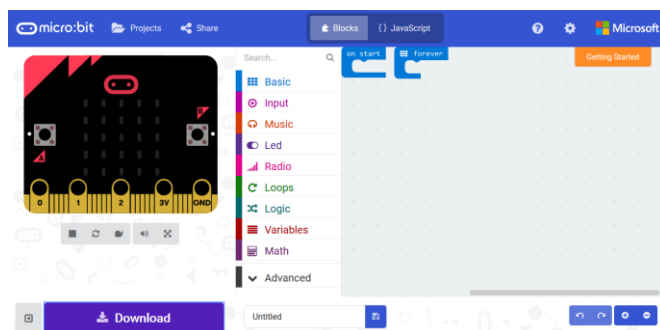 micro:bit Projects Share Blocks {} JavaScript ? Microsoft
Search...
on start forever
Getting Started
Basic
Input
Music
Led
Radio
Loops
Logic
Variables
Math
Advanced
B
A
0 1 2 3V GND
Download
Untitled